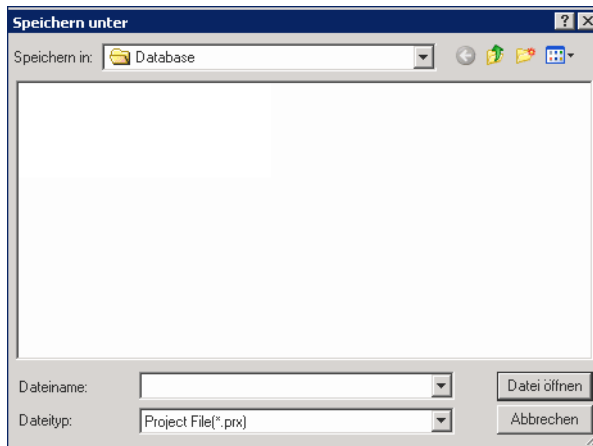 Speichern unter
Speichern in: Database
Dateiname: Datei öffnen
Dateityp: Project File(*.prx) Abbrechen